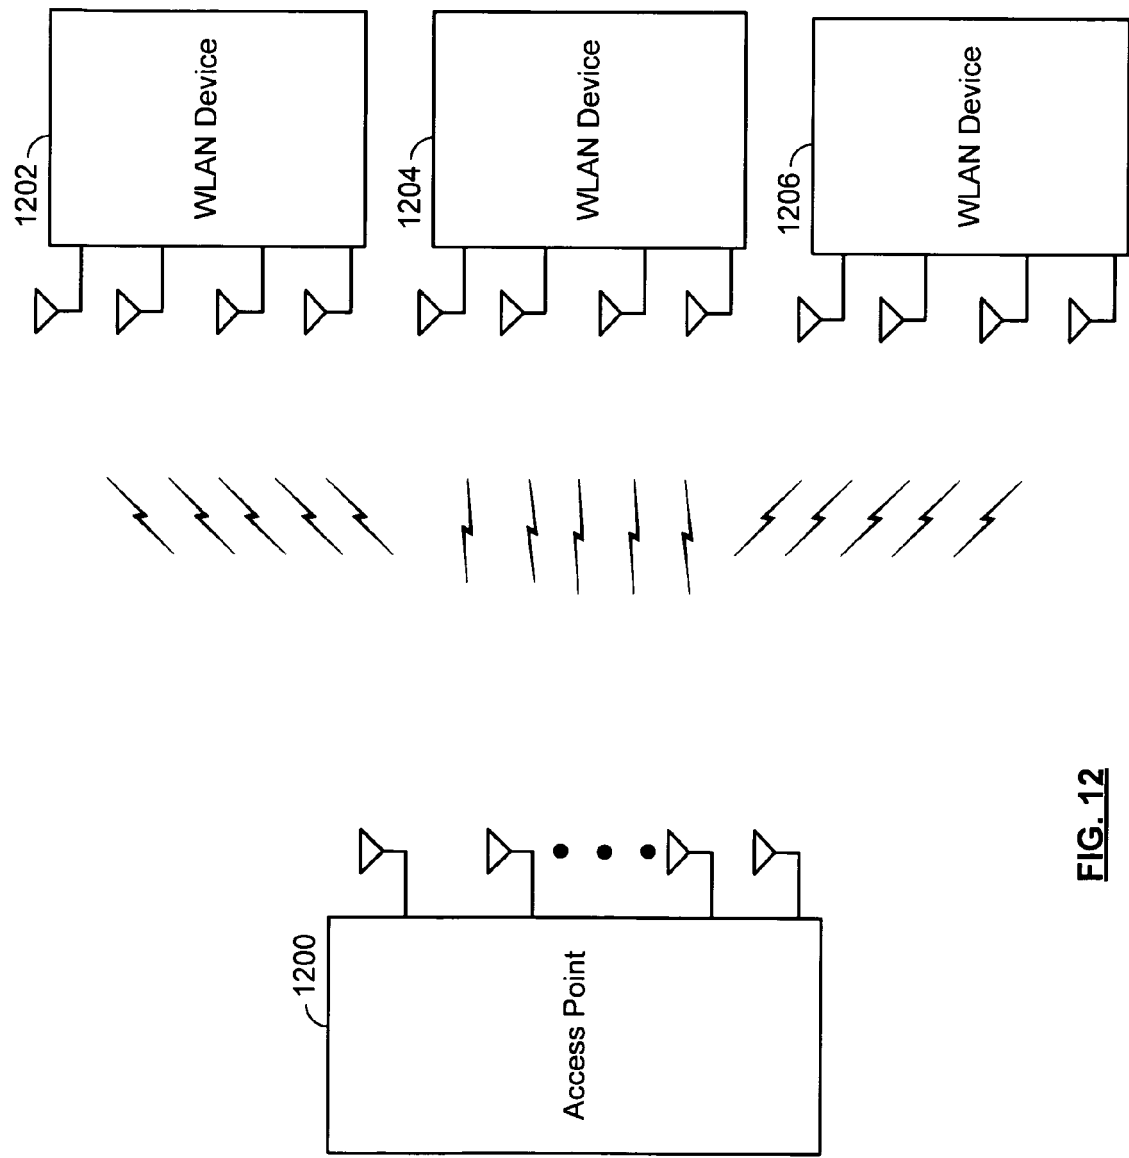 1202
WLAN Device
1204
WLAN Device
1206
WLAN Device
1200
Access Point
FIG. 12